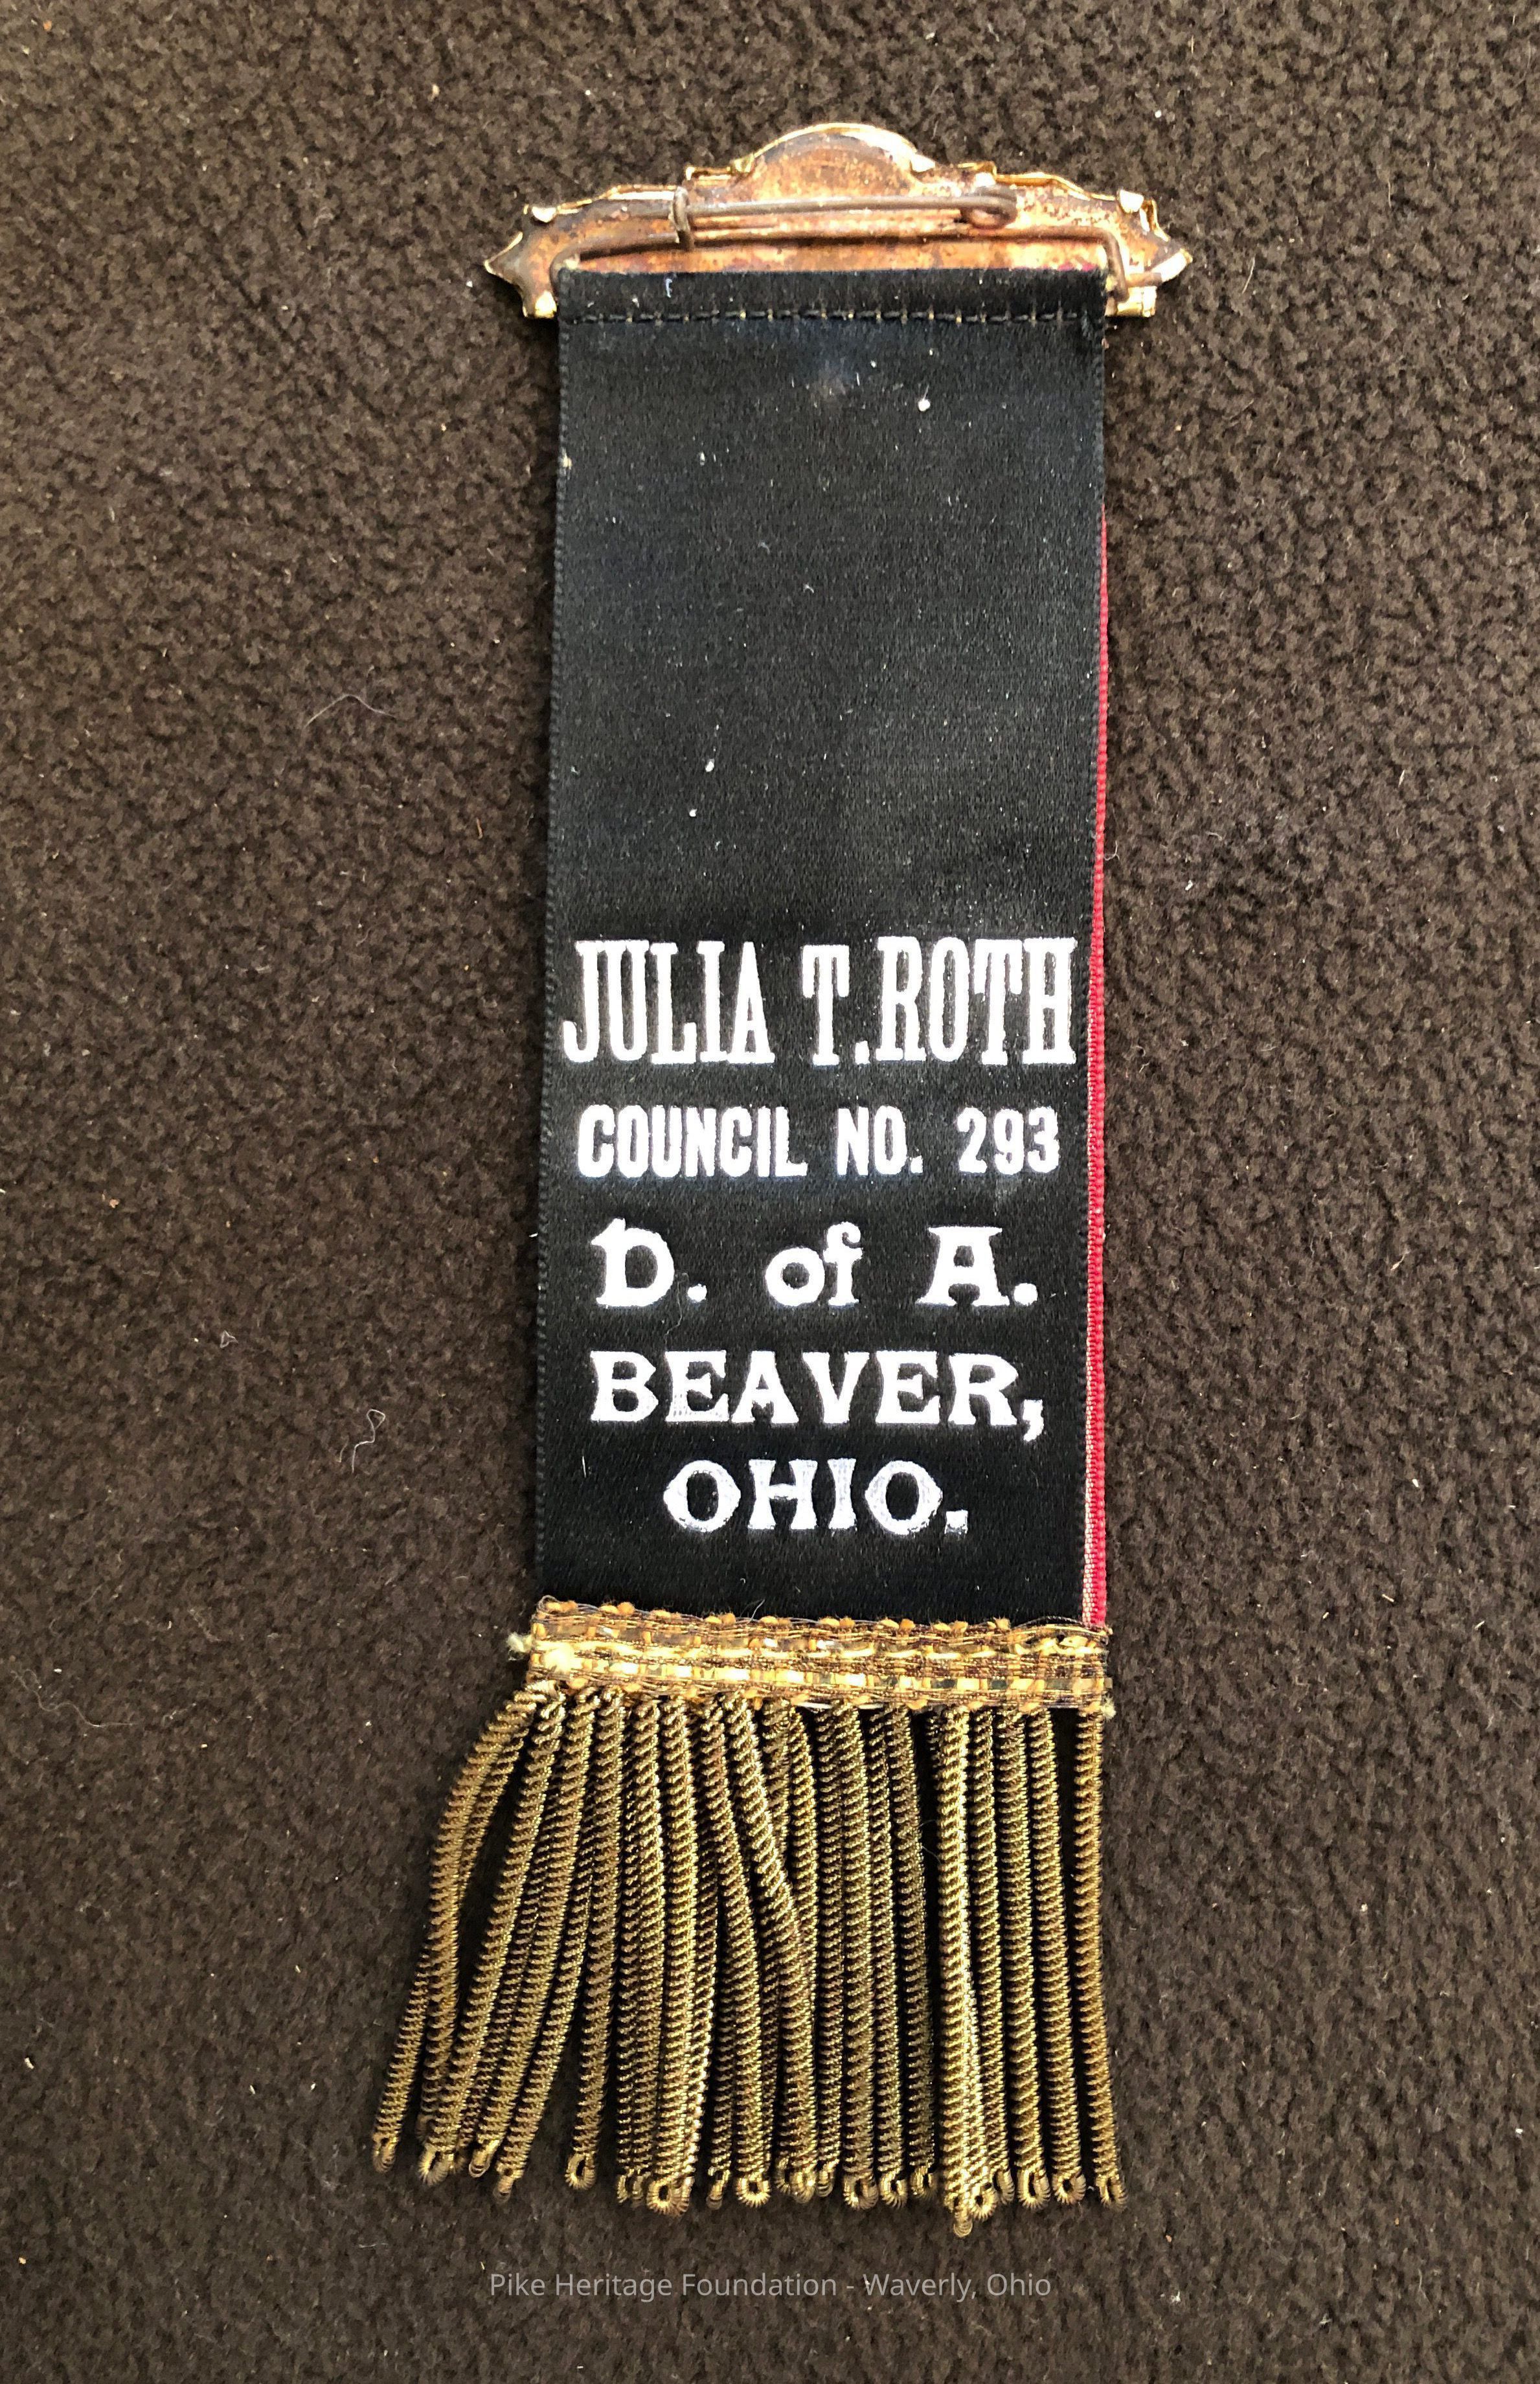 JULIA T. ROTH
COUNCIL NO. 293
D. of A.
BEAVER,
OHIO.
Pike Heritage Foundation - Waverly, Ohio